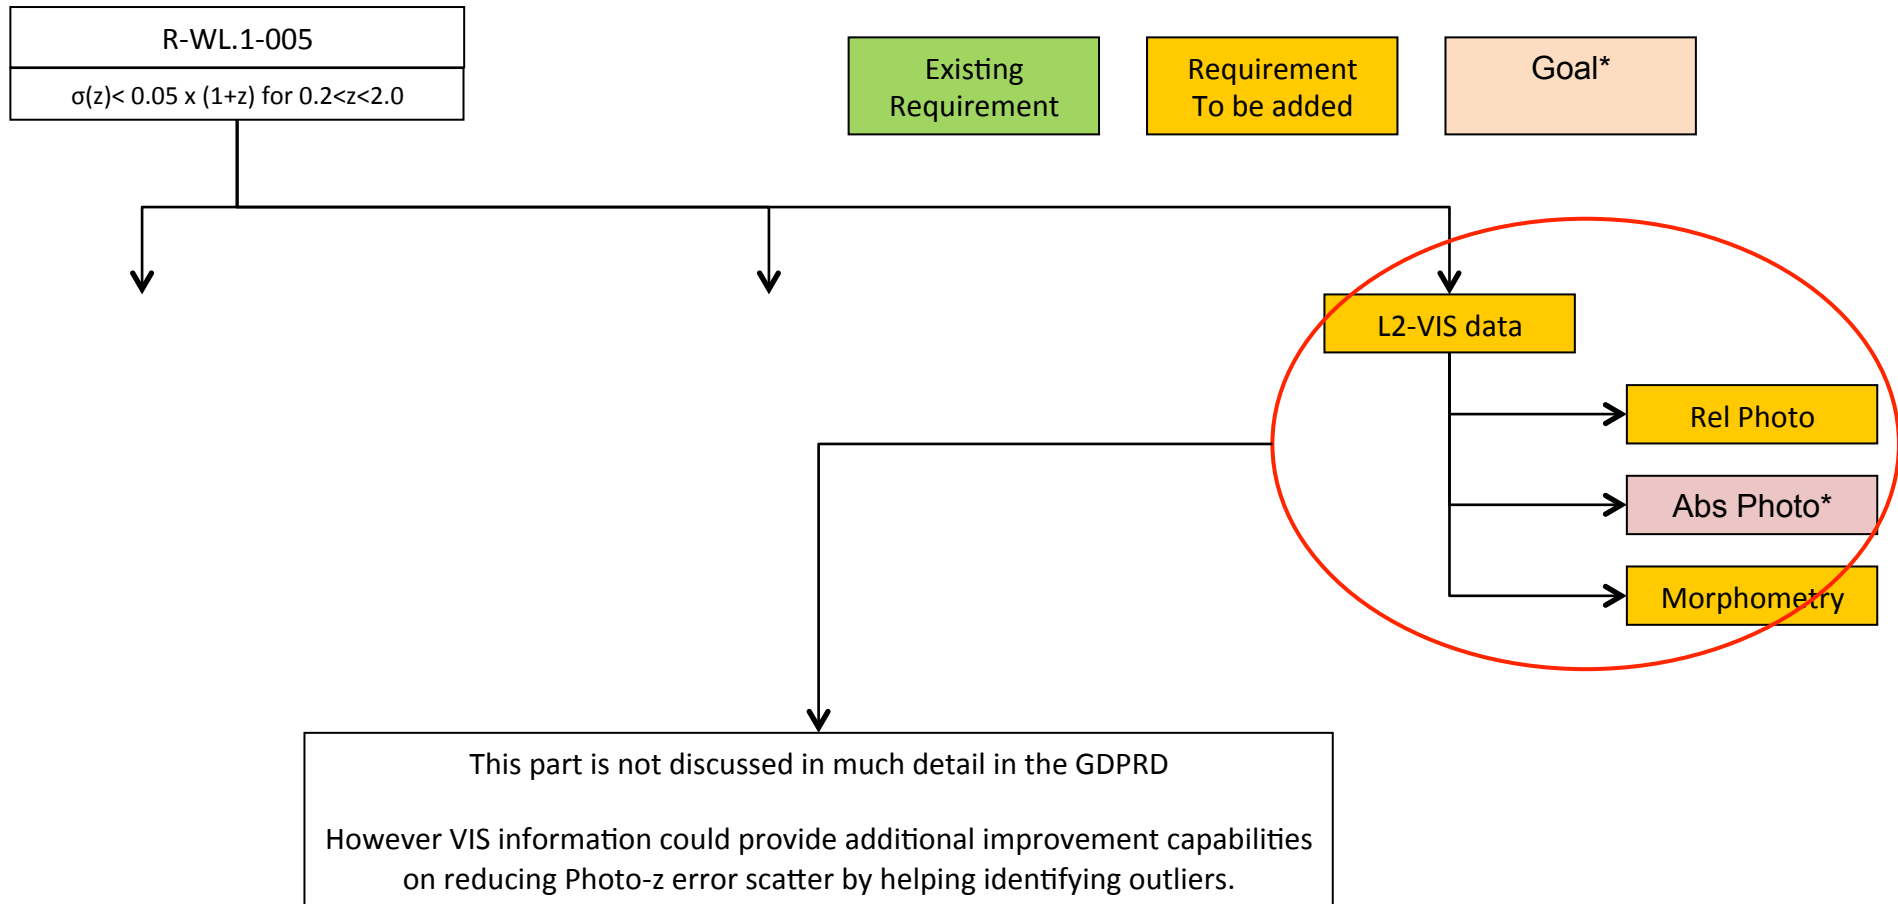 R-WL.1-005
σ(z)< 0.05 x (1+z) for 0.2<z<2.0
Existing
Requirement
Requirement
To be added
Goal*
L2-VIS data
Rel Photo
Abs Photo*
Morphometry
This part is not discussed in much detail in the GDPRD
However VIS information could provide additional improvement capabilities
on reducing Photo-z error scatter by helping identifying outliers.